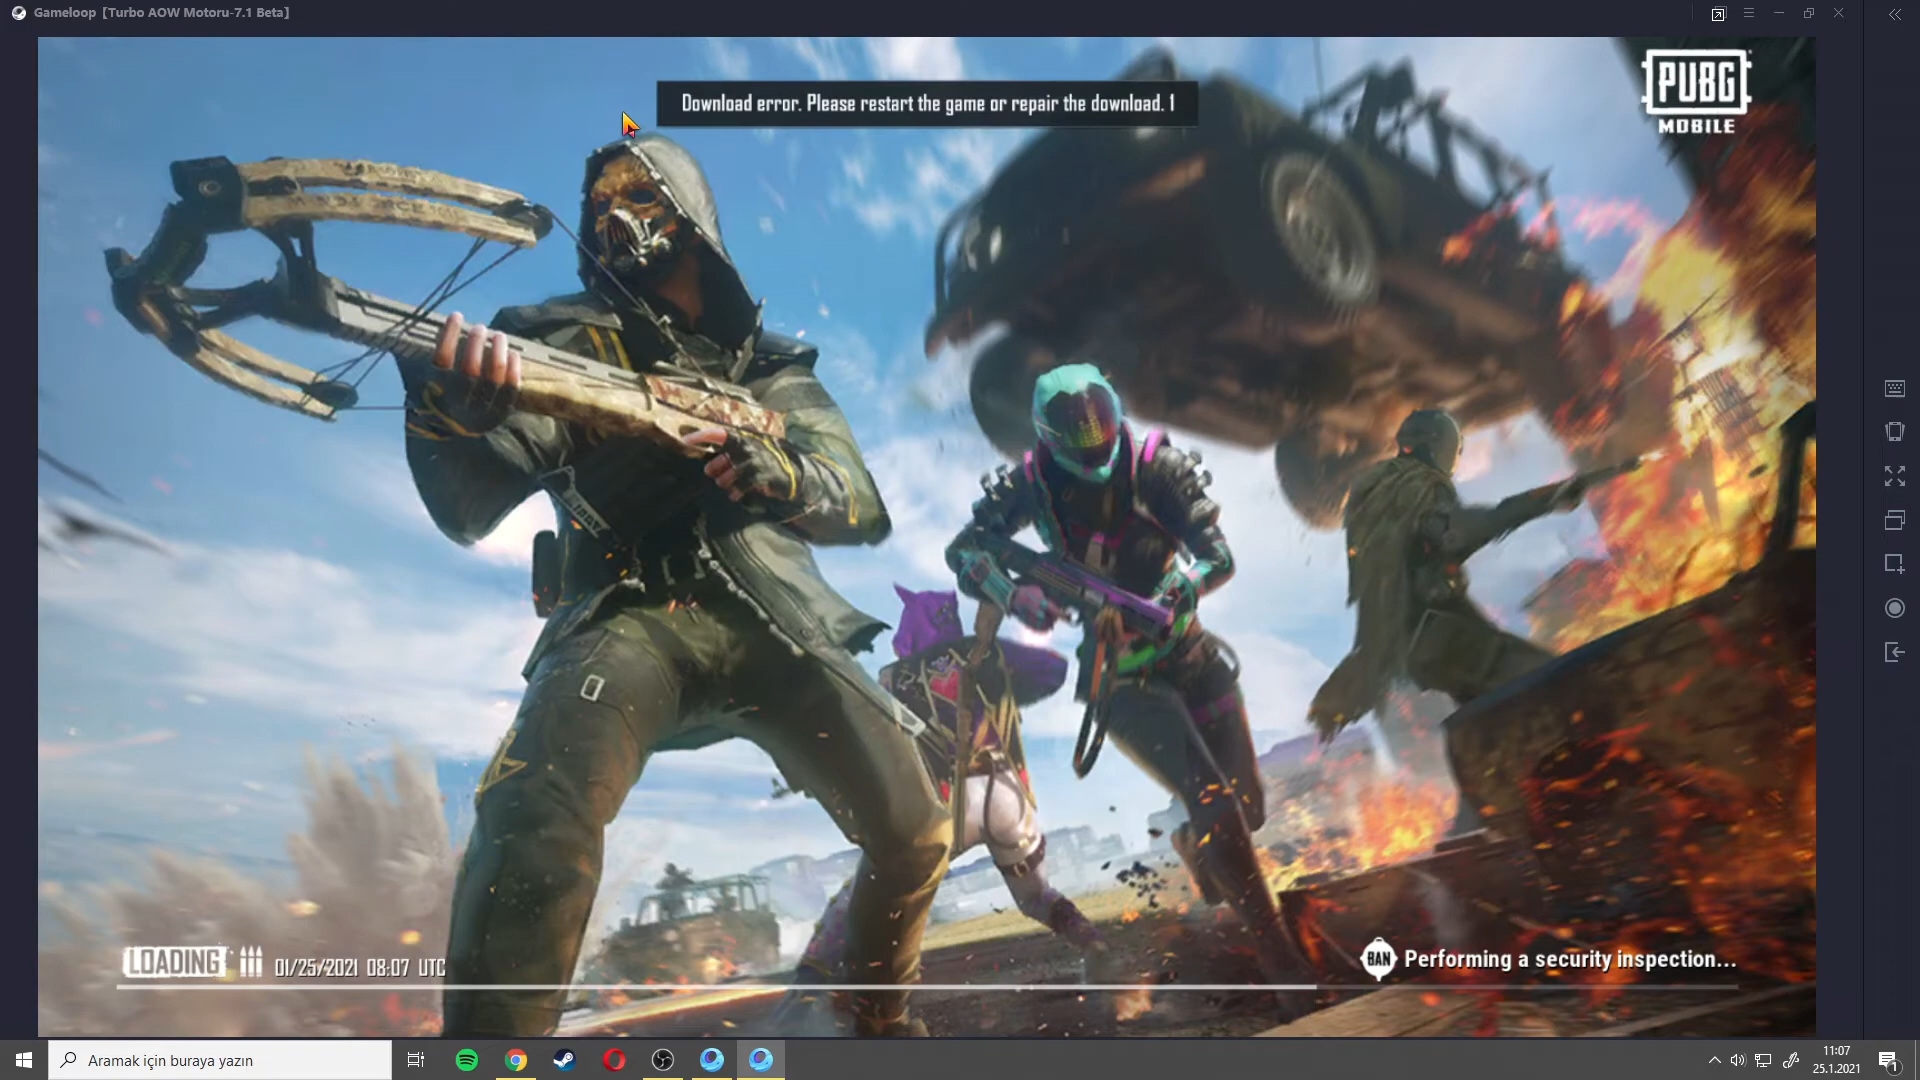 Gameloop [Turbo AOW Motoru-7.1 Beta]
Download error. Please restart the game or repair the download. 1
PUBG
MOBILE
LOADING 01/25/2021 08:07 UTC
BAN Performing a security inspection...
Aramak için buraya yazın
11:07
25.1.2021
1